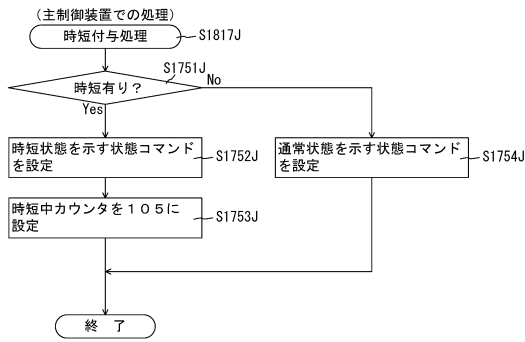 (主制御装置での処理)
時短付与処理
S1817J
S1751J
時短有り?
No
Yes
時短状態を示す状態コマンド
を設定
S1752J
通常状態を示す状態コマンド
を設定
S1754J
時短中カウンタを105に
設定
S1753J
終 了